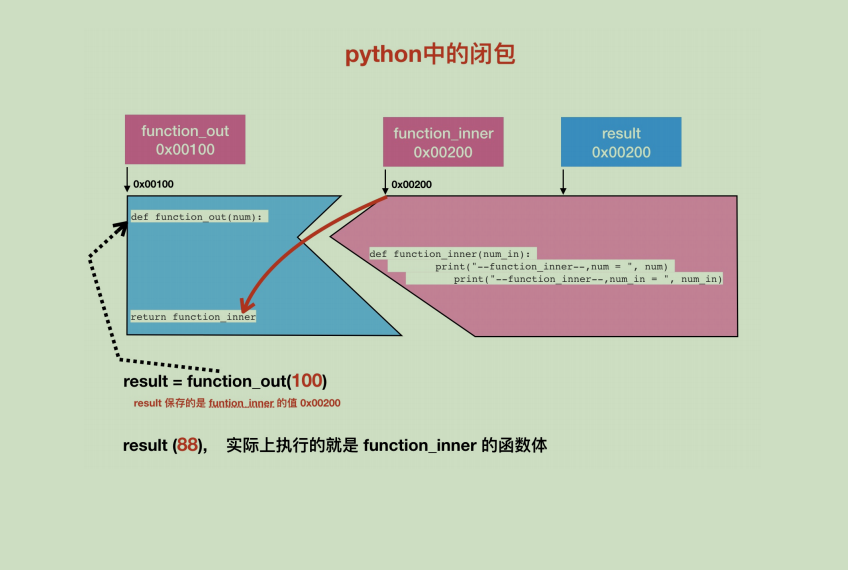 python中的闭包
function_out
0x00100
function_inner
0x00200
result
0x00200
0x00100
0x00200
def function_out(num):
def function_inner(num_in):
print("--function_inner--,num = ", num)
print("--function_inner--,num_in = ", num_in)
return function_inner
result = function_out(100)
result 保存的是 funtion_inner 的值 0x00200
result (88), 实际上执行的就是 function_inner 的函数体